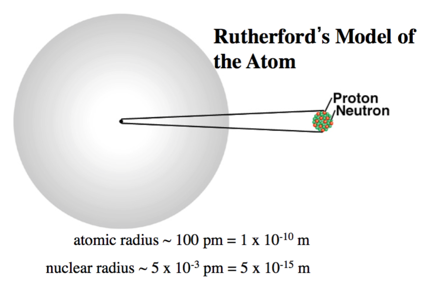 Rutherford's Model of
the Atom
Proton
Neutron
atomic radius ~ 100 pm = 1 x 10⁻¹⁰ m
nuclear radius ~ 5 x 10⁻³ pm = 5 x 10⁻¹⁵ m